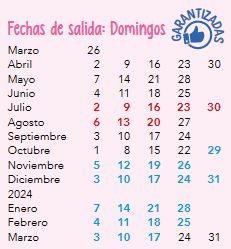 Fechas de salida: Domingos
GARANTIZADAS
Marzo 26
Abril 2 9 16 23 30
Mayo 7 14 21 28
Junio 4 11 18 25
Julio 2 9 16 23 30
Agosto 6 13 20 27
Septiembre 3 10 17 24
Octubre 1 8 15 22 29
Noviembre 5 12 19 26
Diciembre 3 10 17 24 31
2024
Enero 7 14 21 28
Febrero 4 11 18 25
Marzo 3 10 17 24 31